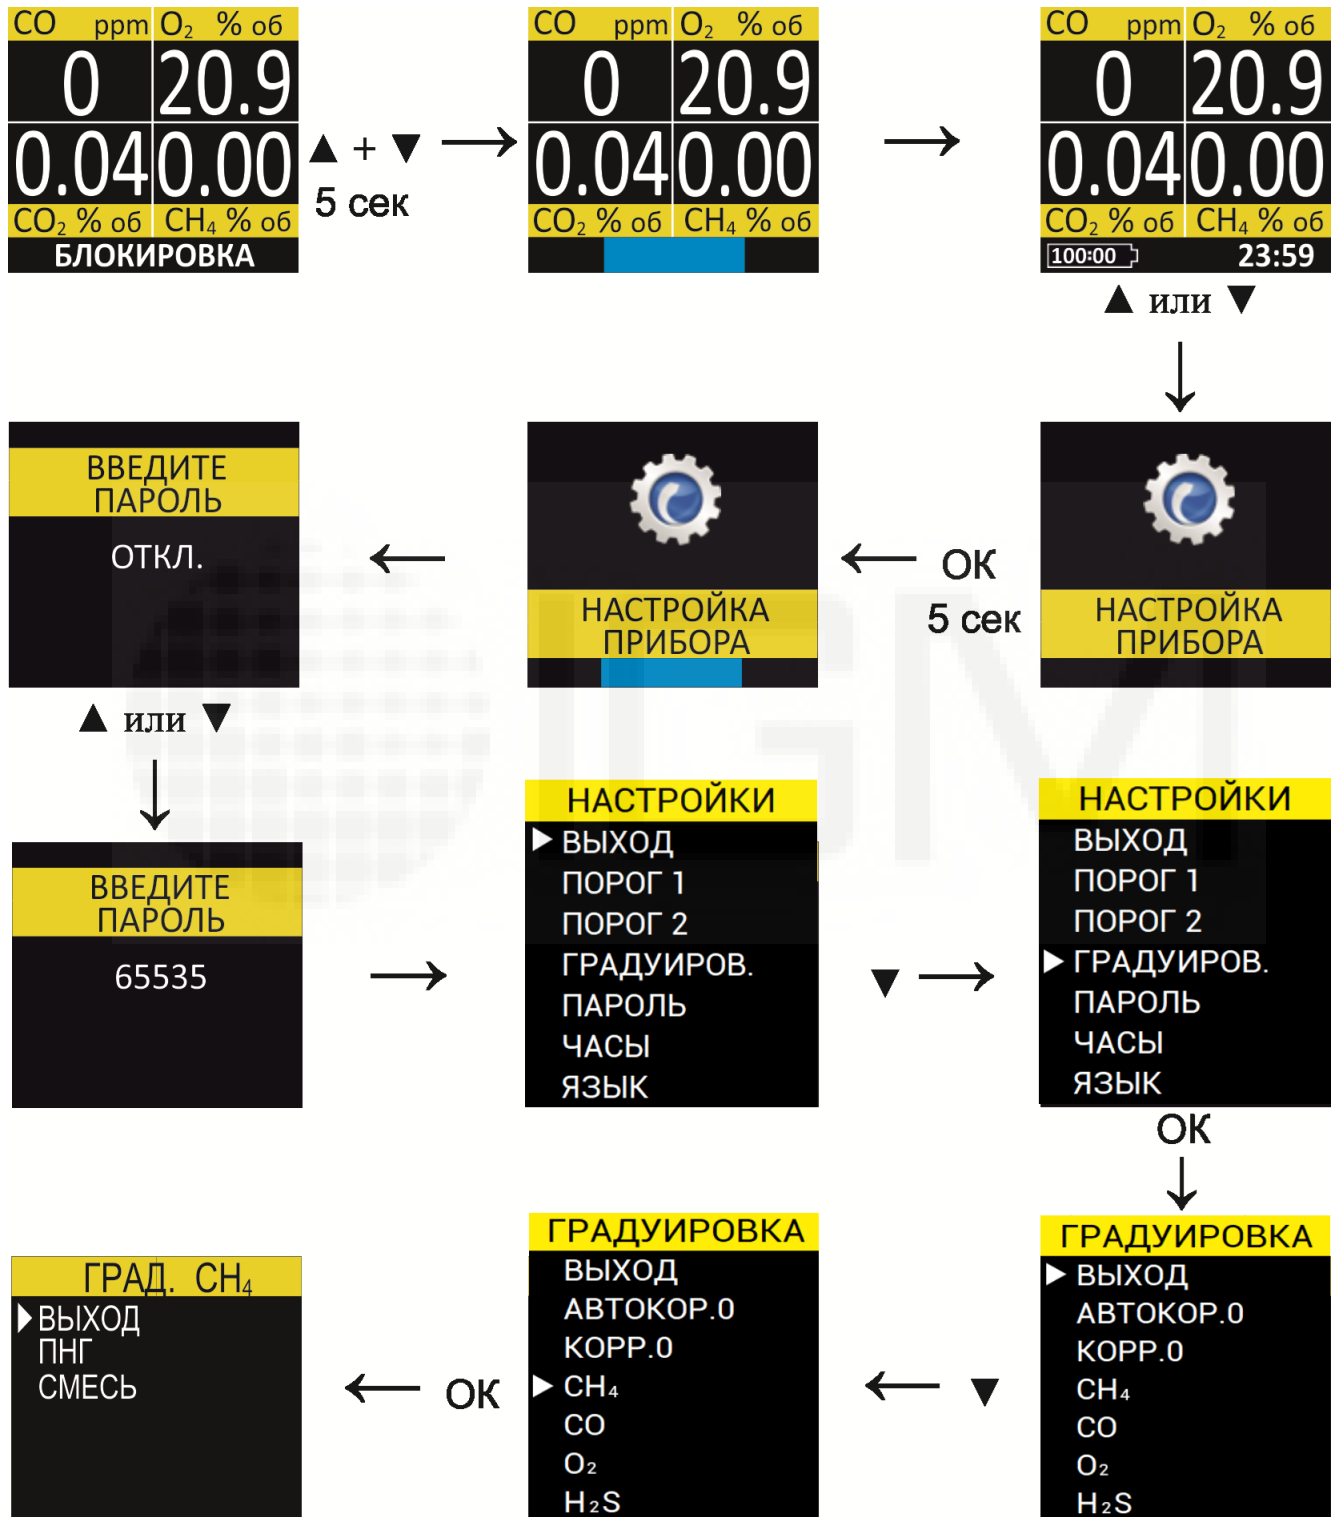 CO ppm O₂ % об
0 20.9
0.04 0.00
CO₂ % об CH₄ % об
БЛОКИРОВКА
▲ + ▼ →
5 сек
CO ppm O₂ % об
0 20.9
0.04 0.00
CO₂ % об CH₄ % об
→
CO ppm O₂ % об
0 20.9
0.04 0.00
CO₂ % об CH₄ % об
100:00 23:59
▲ или ▼
↓
НАСТРОЙКА
ПРИБОРА
← ОК
5 сек
НАСТРОЙКА
ПРИБОРА
←
ВВЕДИТЕ
ПАРОЛЬ
ОТКЛ.
▲ или ▼
↓
ВВЕДИТЕ
ПАРОЛЬ
65535
→
НАСТРОЙКИ
▶ ВЫХОД
ПОРОГ 1
ПОРОГ 2
ГРАДУИРОВ.
ПАРОЛЬ
ЧАСЫ
ЯЗЫК
▼ →
НАСТРОЙКИ
ВЫХОД
ПОРОГ 1
ПОРОГ 2
▶ ГРАДУИРОВ.
ПАРОЛЬ
ЧАСЫ
ЯЗЫК
ОК
↓
ГРАДУИРОВКА
▶ ВЫХОД
АВТОКОР.0
КОРР.0
CH₄
CO
O₂
H₂S
← ▼
ГРАДУИРОВКА
ВЫХОД
АВТОКОР.0
КОРР.0
▶ CH₄
CO
O₂
H₂S
← ОК
ГРАД. CH₄
▶ ВЫХОД
ПНГ
СМЕСЬ
IGM